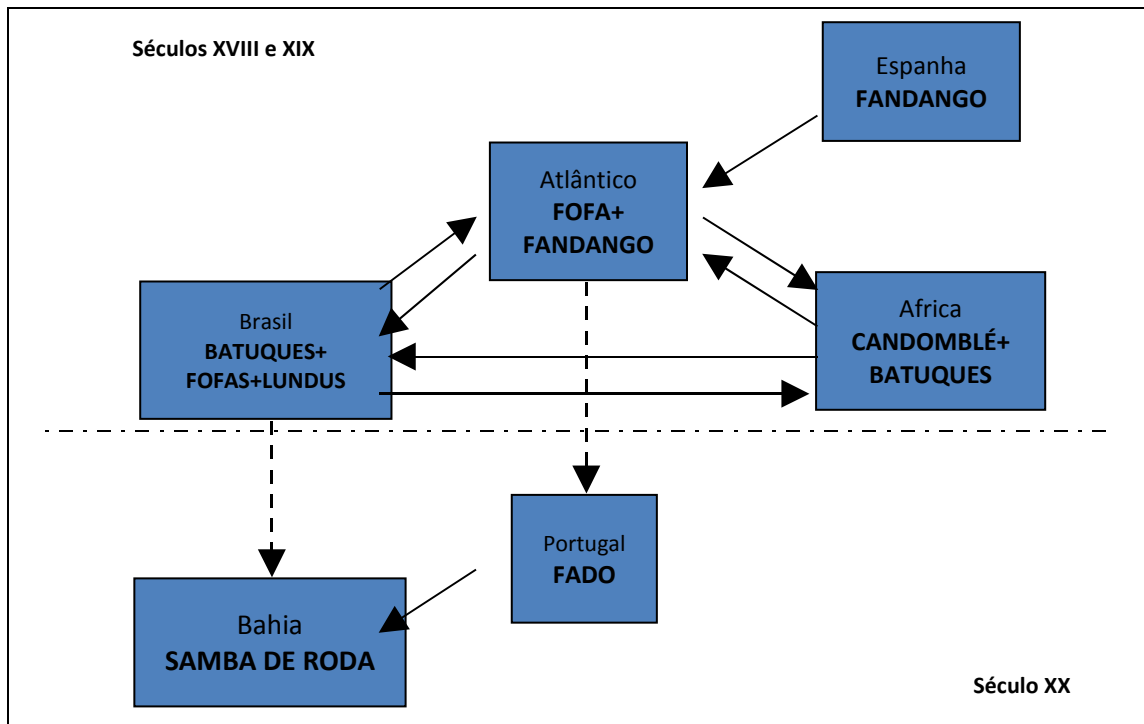 Séculos XVIII e XIX
Espanha
FANDANGO
Atlântico
FOFA+
FANDANGO
Brasil
BATUQUES+
FOFAS+LUNDUS
Africa
CANDOMBLÉ+
BATUQUES
Portugal
FADO
Bahia
SAMBA DE RODA
Século XX